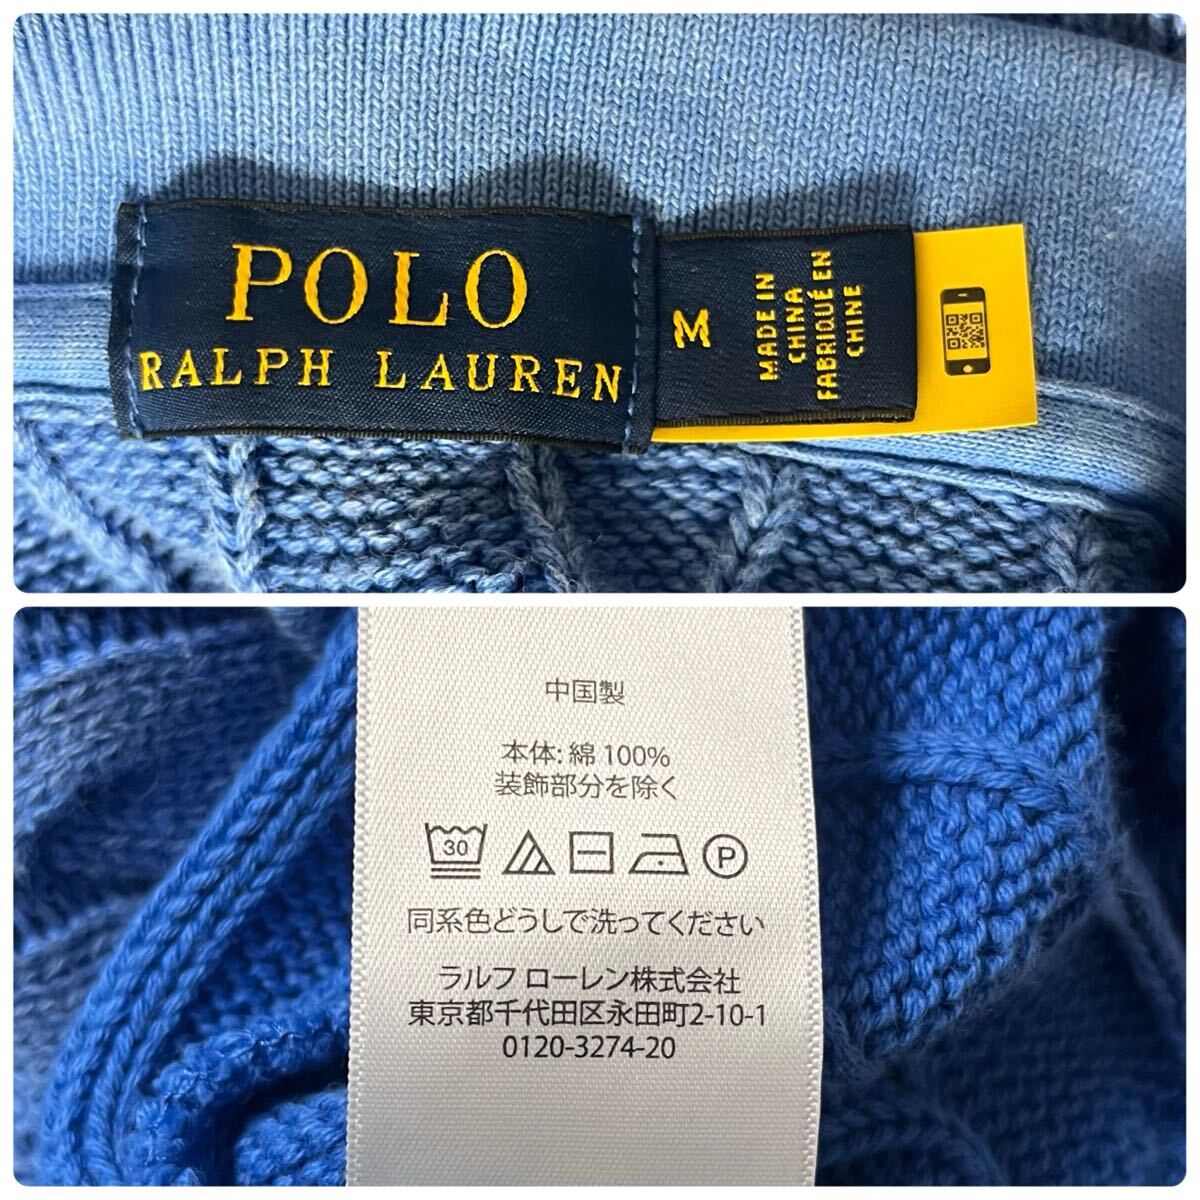 POLO
RALPH LAUREN
M
MADE IN
CHINA
FABRIQUÉ EN
CHINE
中国製
本体: 綿 100%
装飾部分を除く
30
P
同系色どうしで洗ってください
ラルフ ローレン株式会社
東京都千代田区永田町2-10-1
0120-3274-20